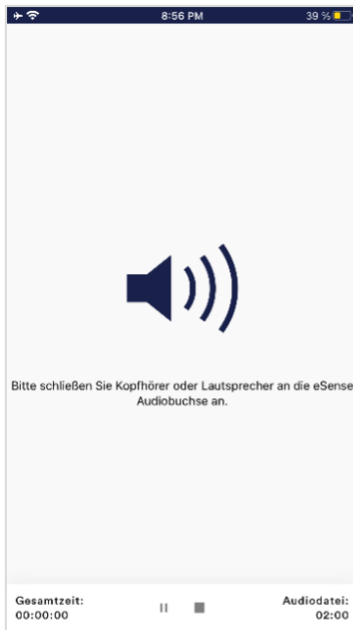 8:56 PM
39 %
Bitte schließen Sie Kopfhörer oder Lautsprecher an die eSense
Audiobuchse an.
Gesamtzeit:
Audiodatei:
00:00:00
02:00